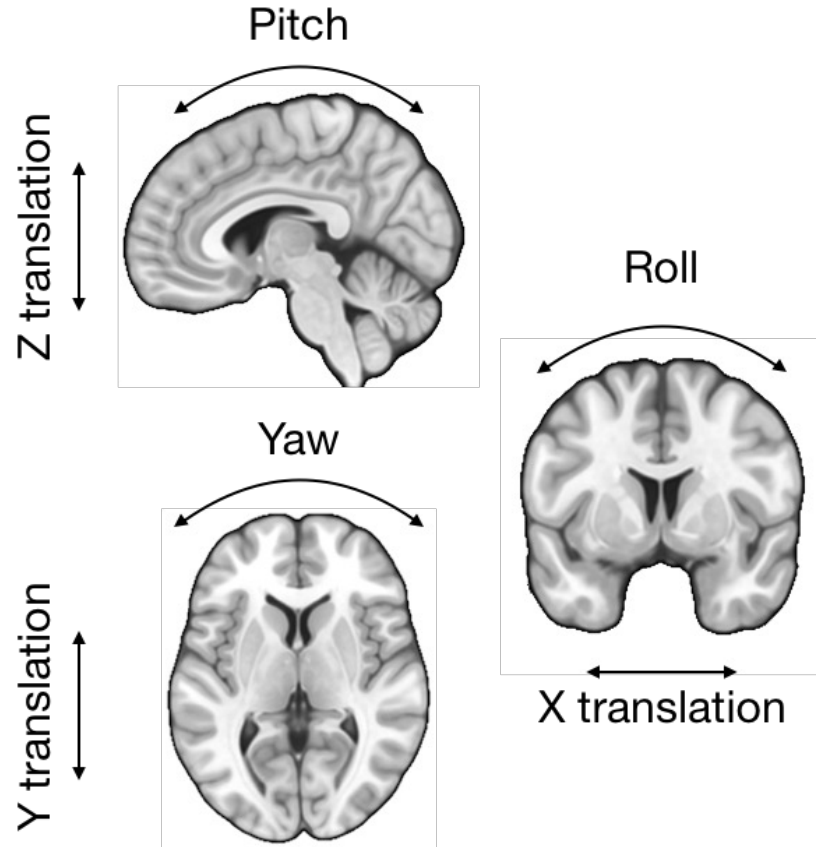 Pitch
Z translation
Roll
Yaw
Y translation
X translation